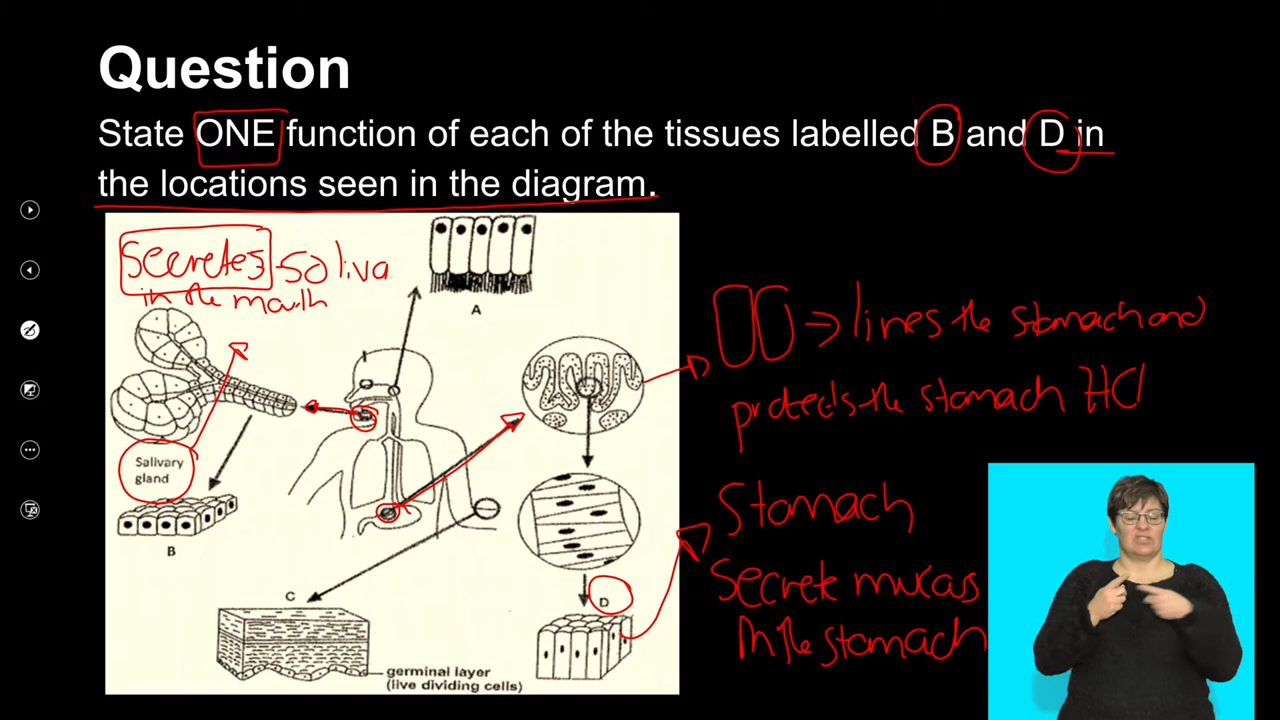 Question
State ONE function of each of the tissues labelled B and D in
the locations seen in the diagram.
Secretes saliva
in the mouth
A
Salivary
gland
B
C
D
germinal layer
(live dividing cells)
lines the stomach and
protects the stomach HCl
Stomach
Secrete mucus
in the stomach